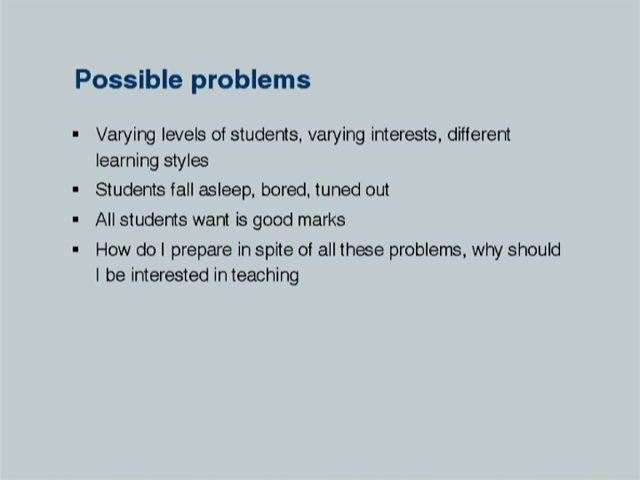 Possible problems
▪ Varying levels of students, varying interests, different
learning styles
▪ Students fall asleep, bored, tuned out
▪ All students want is good marks
▪ How do I prepare in spite of all these problems, why should
I be interested in teaching